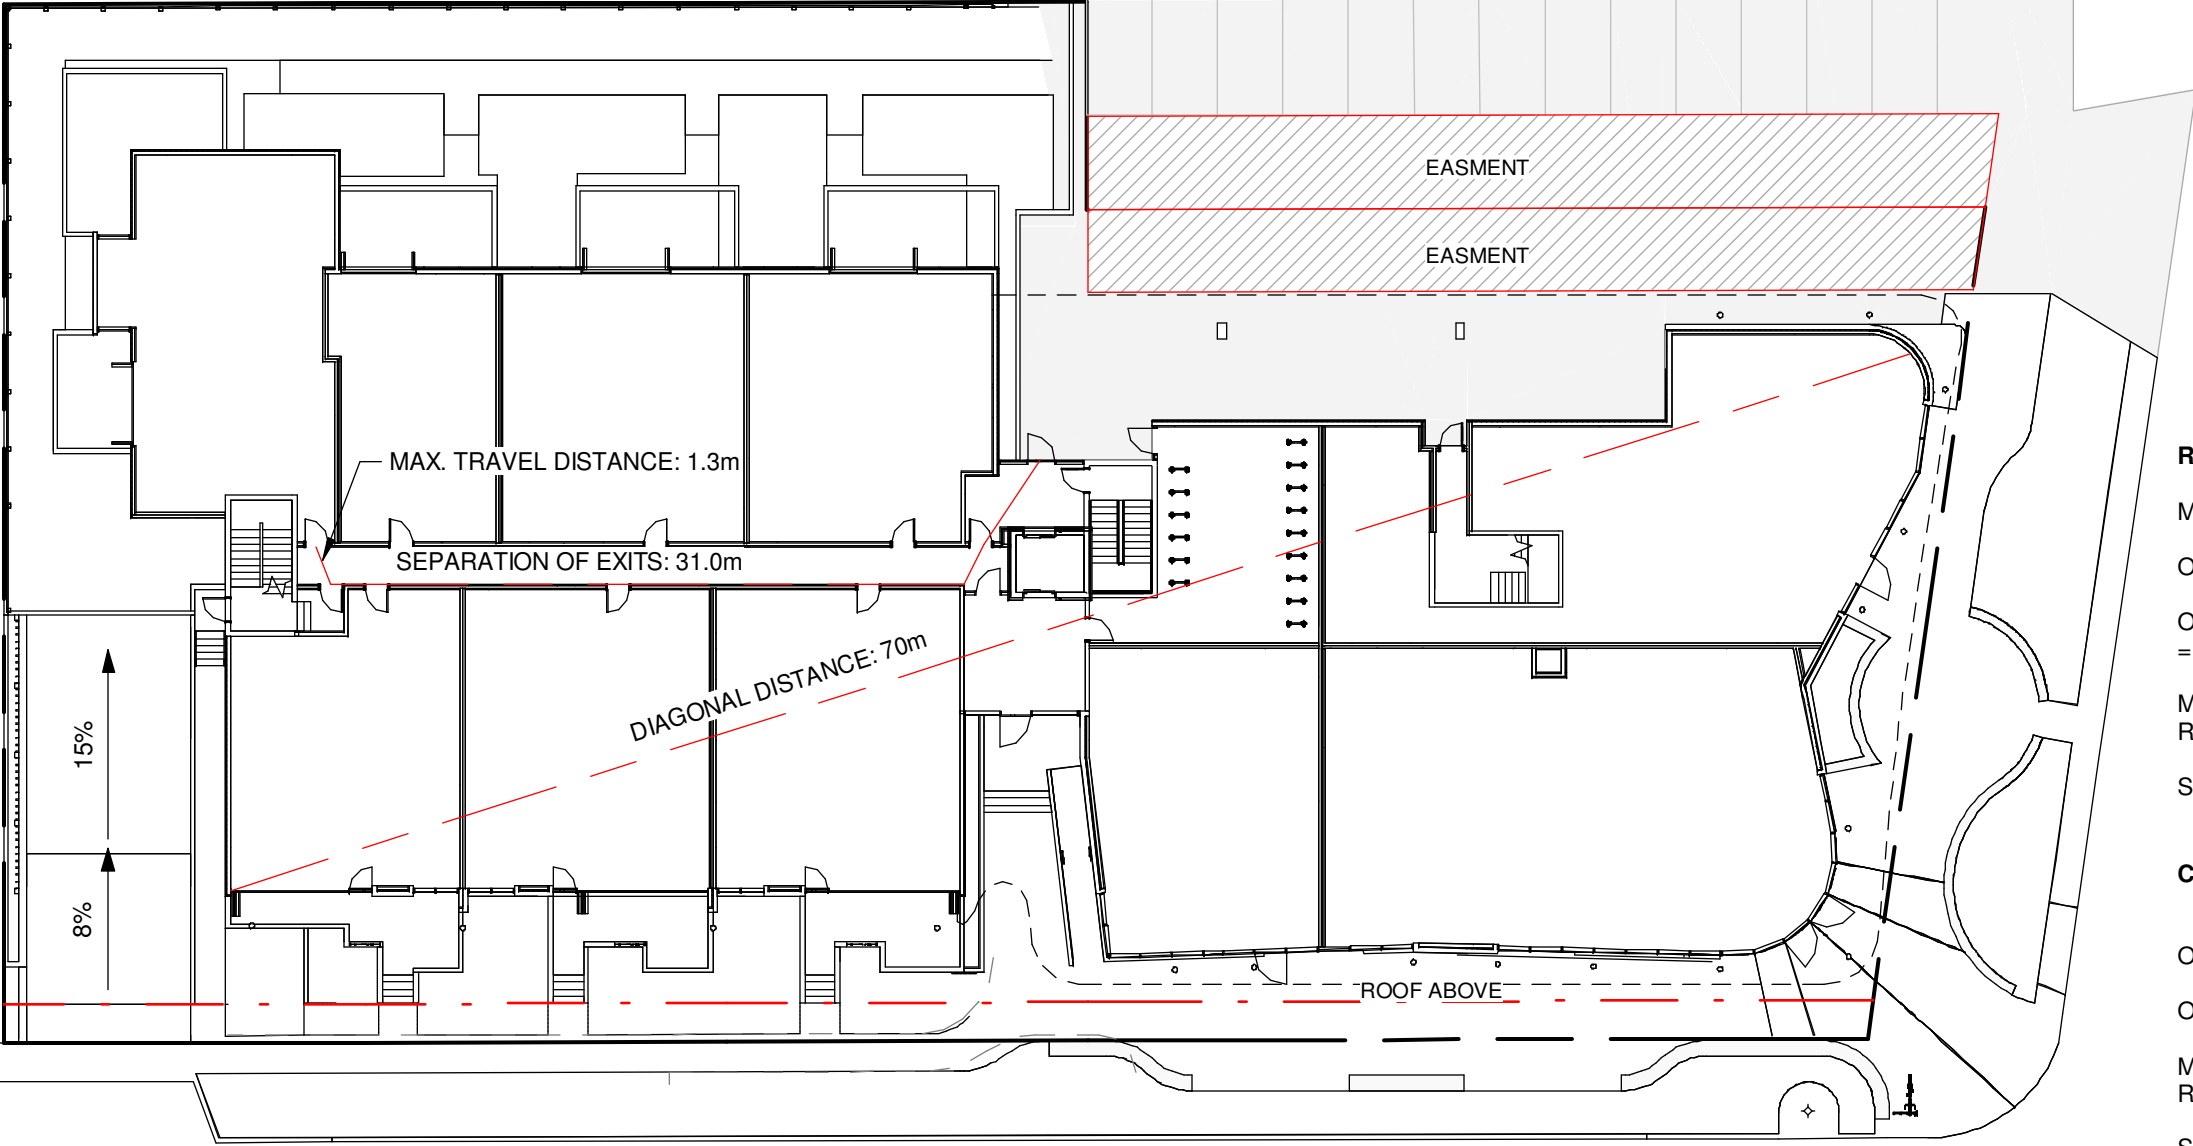 EASMENT
EASMENT
MAX. TRAVEL DISTANCE: 1.3m
SEPARATION OF EXITS: 31.0m
DIAGONAL DISTANCE: 70m
15%
8%
ROOF ABOVE
R
M
O
O
=
M
R
S
C
O
O
M
R